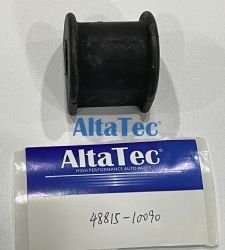 AltaTec
AltaTec
HIGH PERFORMANCE AUTO PARTS
48815-10090